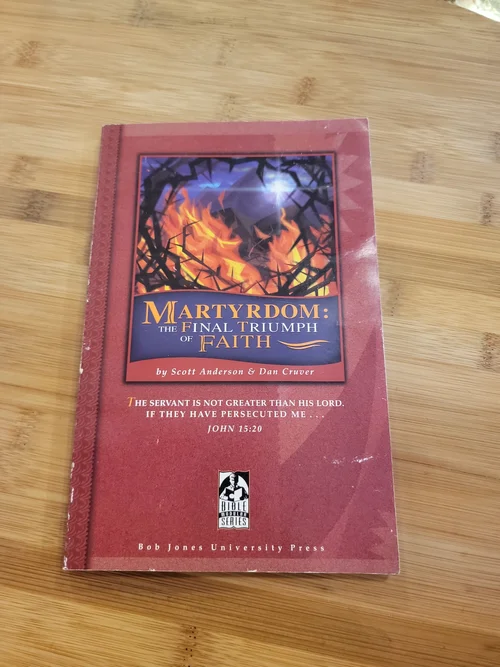 MARTYRDOM:
THE FINAL TRIUMPH
OF FAITH
by Scott Anderson & Dan Cruver
THE SERVANT IS NOT GREATER THAN HIS LORD.
IF THEY HAVE PERSECUTED ME . . .
JOHN 15:20
BIBLE
MODULAR
SERIES
Bob Jones University Press